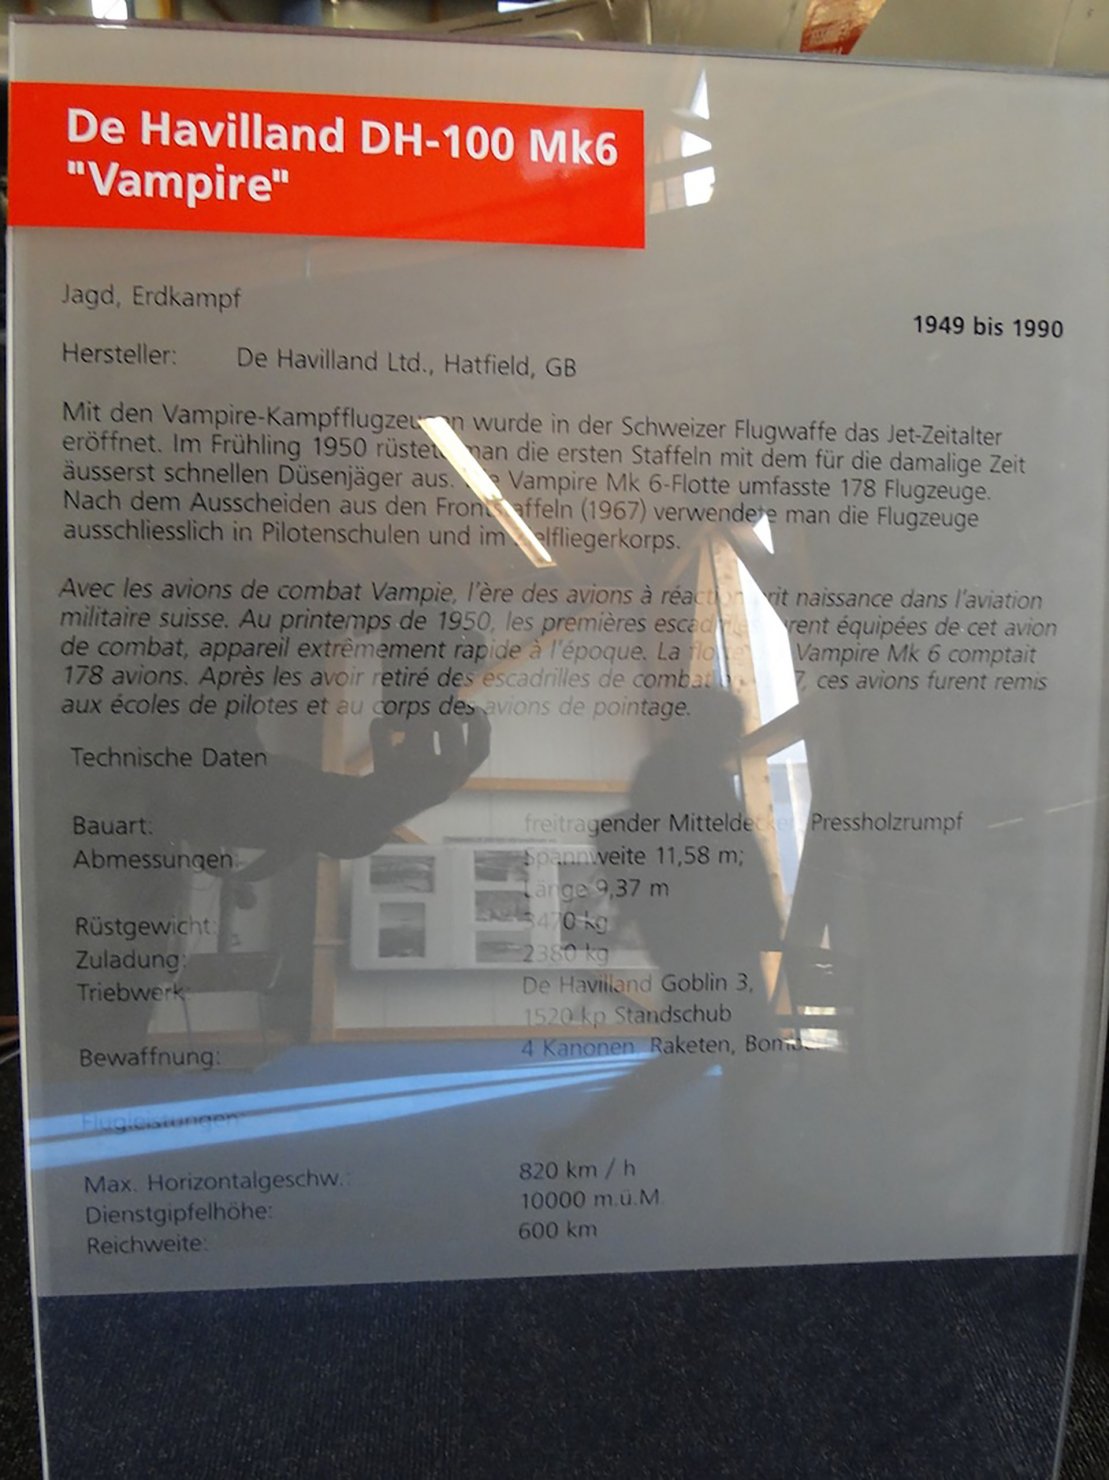 De Havilland DH-100 Mk6
"Vampire"
Jagd, Erdkampf
1949 bis 1990
Hersteller: De Havilland Ltd., Hatfield, GB
Mit den Vampire-Kampfflugzeugen wurde in der Schweizer Flugwaffe das Jet-Zeitalter
eröffnet. Im Frühling 1950 rüstete man die ersten Staffeln mit dem für die damalige Zeit
äusserst schnellen Düsenjäger aus. Vampire Mk 6-Flotte umfasste 178 Flugzeuge.
Nach dem Ausscheiden aus den Frontstaffeln (1967) verwendete man die Flugzeuge
ausschliesslich in Pilotenschulen und im Zielfliegerkorps.
Avec les avions de combat Vampie, l'ère des avions à réaction prit naissance dans l'aviation
militaire suisse. Au printemps de 1950, les premières escadrilles furent équipées de cet avion
de combat, appareil extrêmement rapide à l'époque. La flotte Vampire Mk 6 comptait
178 avions. Après les avoir retiré des escadrilles de combat ces avions furent remis
aux écoles de pilotes et au corps des avions de pointage.
Technische Daten
Bauart: freitragender Mitteldecker, Pressholzrumpf
Abmessungen: Spannweite 11,58 m;
Länge 9,37 m
Rüstgewicht: 3470 kg
Zuladung: 2380 kg
Triebwerk: De Havilland Goblin 3,
1520 kp Standschub
Bewaffnung: 4 Kanonen, Raketen, Bomben
Flugleistungen:
Max. Horizontalgeschw.: 820 km / h
Dienstgipfelhöhe: 10000 m.ü.M.
Reichweite: 600 km